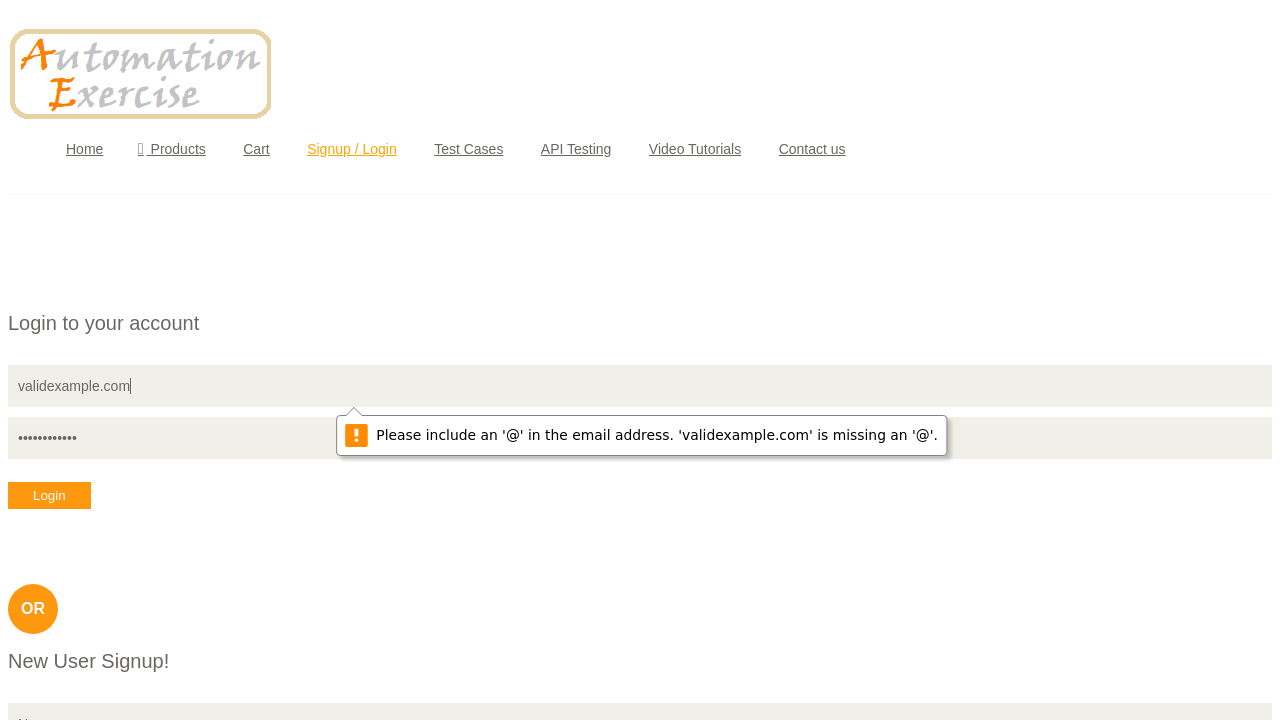 Automation
Exercise
Home Products Cart Signup / Login Test Cases API Testing Video Tutorials Contact us
Login to your account
validexample.com
••••••••••••
Please include an '@' in the email address. 'validexample.com' is missing an '@'.
Login
OR
New User Signup!